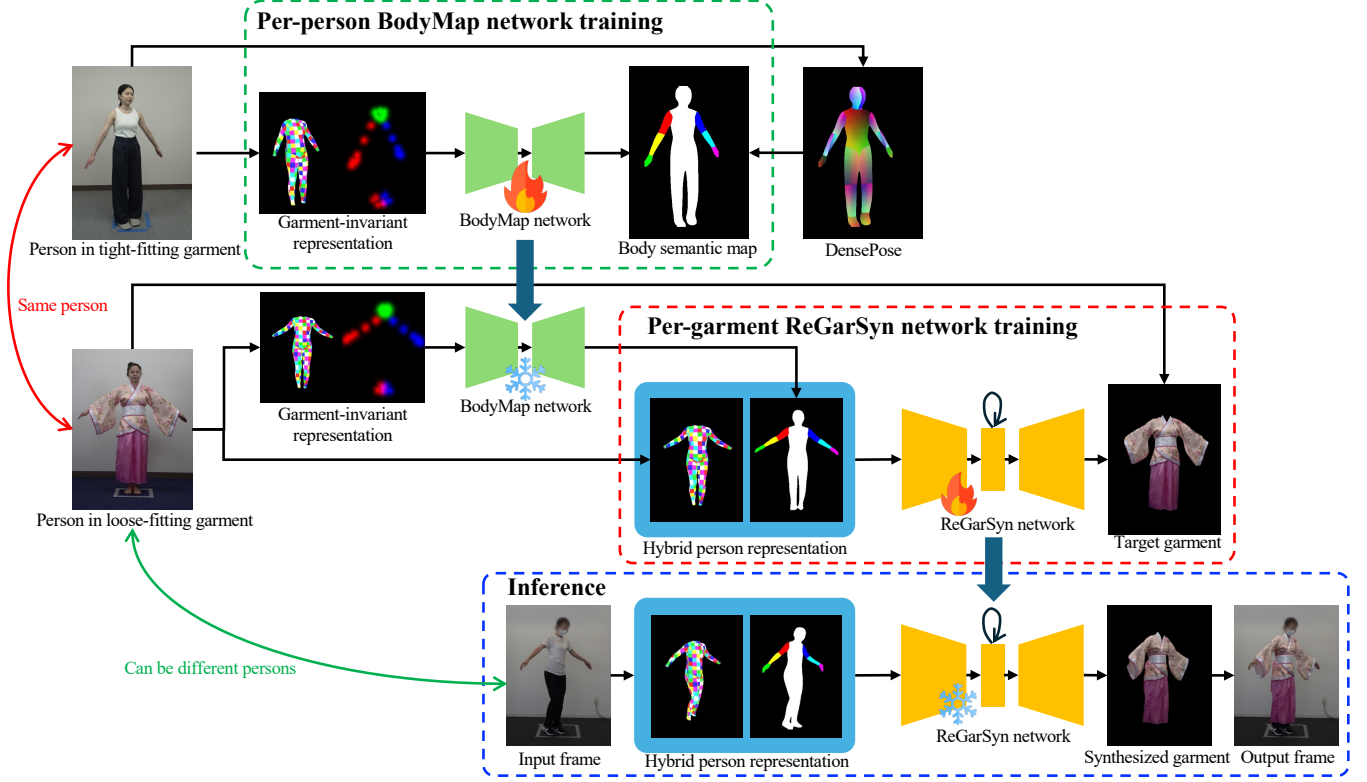 Per-person BodyMap network training
Person in tight-fitting garment
Garment-invariant
representation
BodyMap network
Body semantic map
DensePose
Same person
Person in loose-fitting garment
Garment-invariant
representation
BodyMap network
Per-garment ReGarSyn network training
Hybrid person representation
ReGarSyn network
Target garment
Can be different persons
Inference
Input frame
Hybrid person representation
ReGarSyn network
Synthesized garment
Output frame